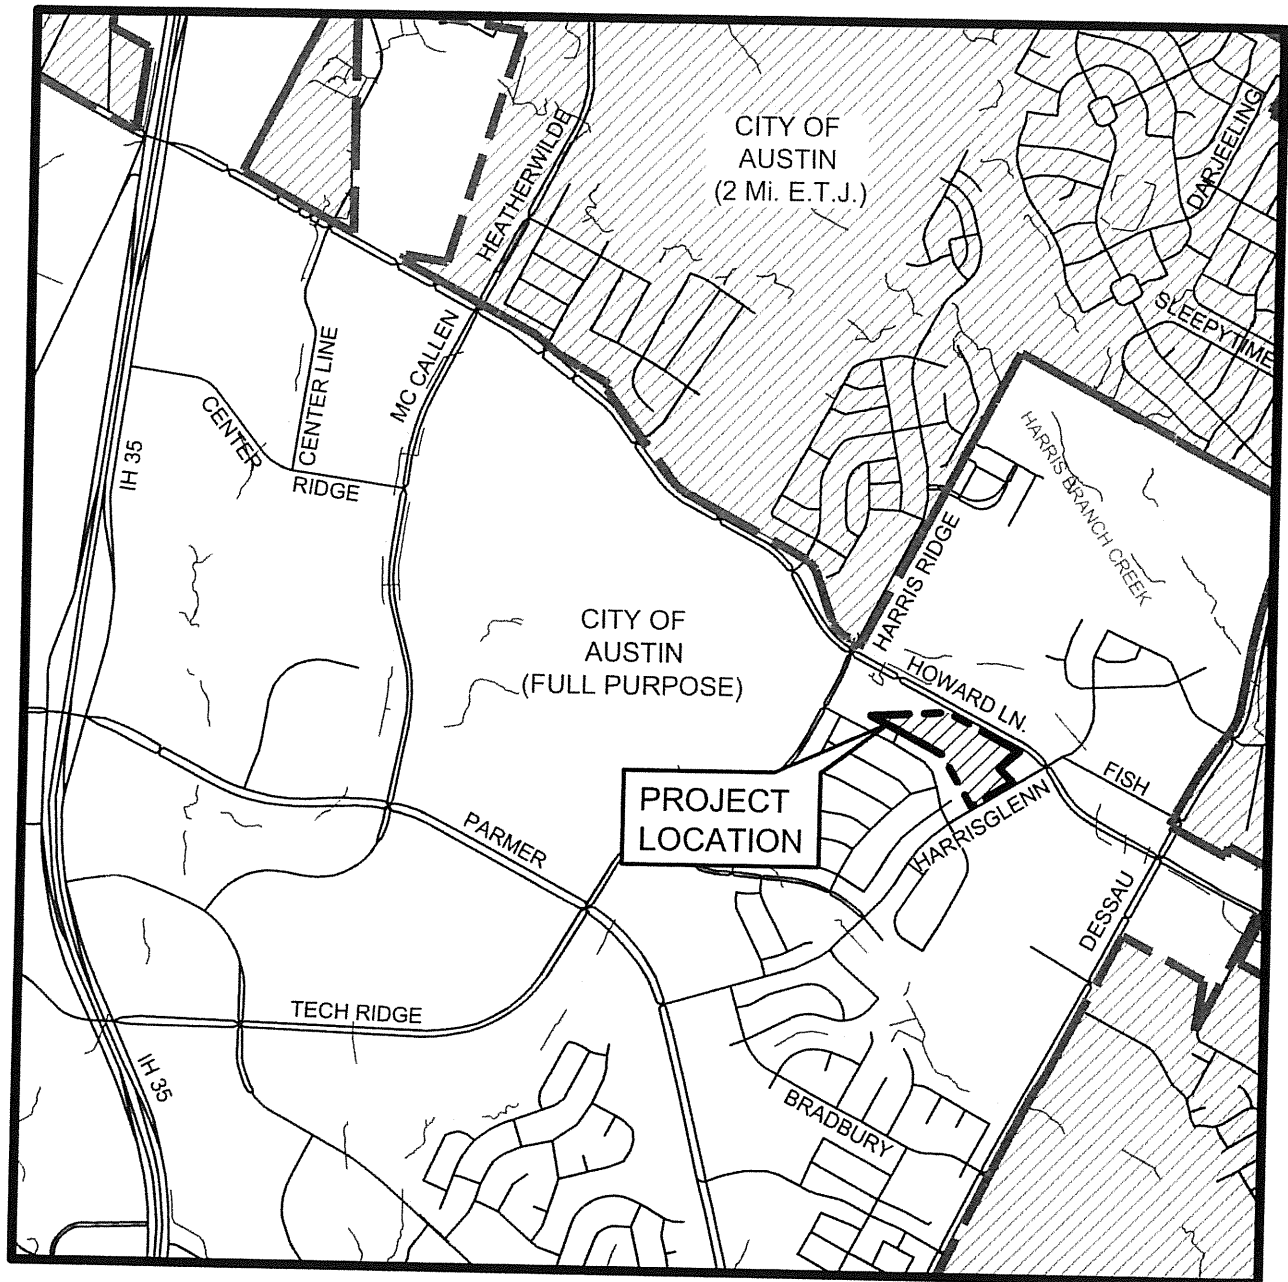 CITY OF
AUSTIN
(2 Mi. E.T.J.)
HEATHERWILDE
DARJEELING
SLEEPYTIME
CENTER LINE
MC CALLEN
CENTER
RIDGE
IH 35
HARRIS BRANCH CREEK
HARRIS RIDGE
CITY OF
AUSTIN
(FULL PURPOSE)
HOWARD LN.
FISH
PROJECT
LOCATION
HARRISGLENN
PARMER
DESSAU
TECH RIDGE
IH 35
BRADBURY